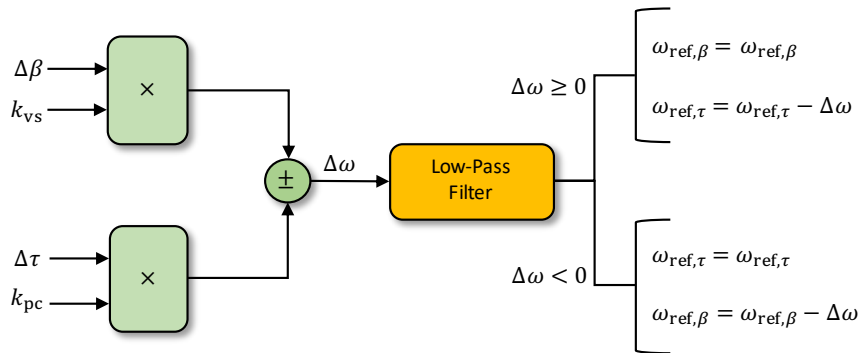 Δβ
k_vs
×
Δτ
k_pc
×
±
Δω
Low-Pass
Filter
Δω ≥ 0
ω_ref,β = ω_ref,β
ω_ref,τ = ω_ref,τ − Δω
Δω < 0
ω_ref,τ = ω_ref,τ
ω_ref,β = ω_ref,β − Δω